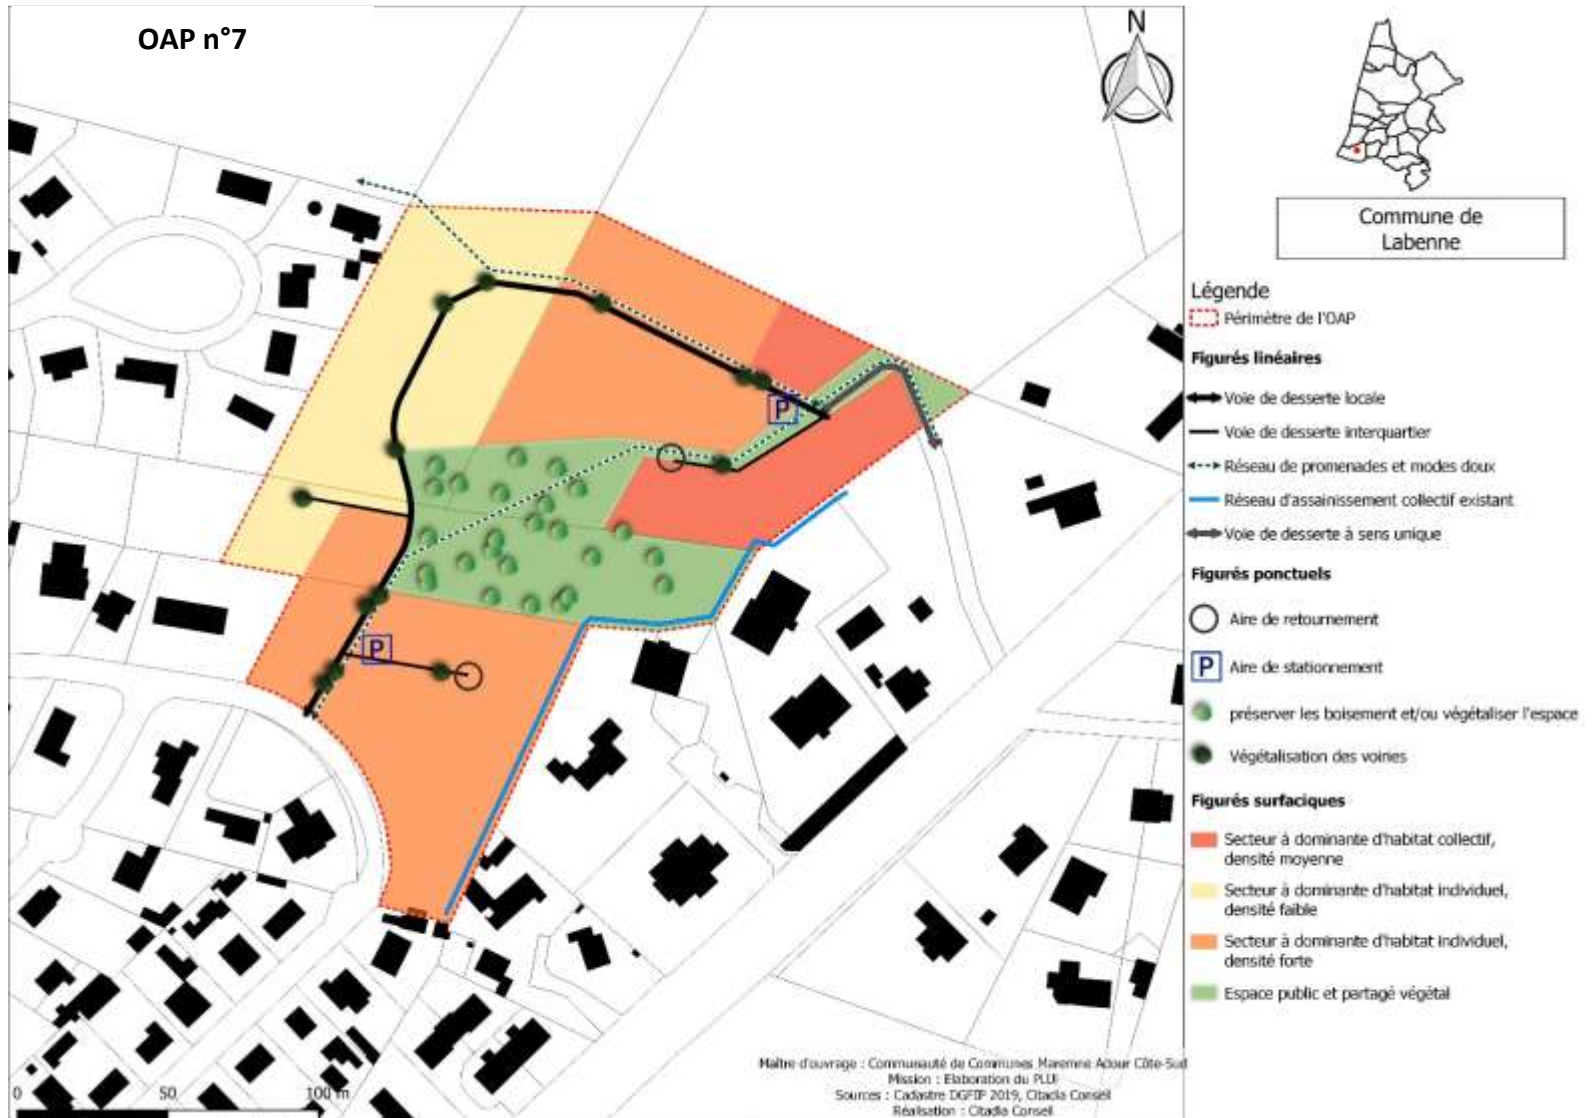 OAP n°7
N
Commune de
Labenne
Légende
Périmètre de l'OAP
Figurés linéaires
Voie de desserte locale
Voie de desserte interquartier
Réseau de promenades et modes doux
Réseau d'assainissement collectif existant
Voie de desserte à sens unique
Figurés ponctuels
Aire de retournement
P Aire de stationnement
préserver les boisement et/ou végétaliser l'espace
Végétalisation des voiries
Figurés surfaciques
Secteur à dominante d'habitat collectif,
densité moyenne
Secteur à dominante d'habitat individuel,
densité faible
Secteur à dominante d'habitat individuel,
densité forte
Espace public et partagé végétal
P
P
Maître d'ouvrage : Communauté de Communes Maremne Adour Côte-Sud
Mission : Elaboration du PLUi
Sources : Cadastre DGFIP 2019, Citadia Conseil
Réalisation : Citadia Conseil
0 50 100 m